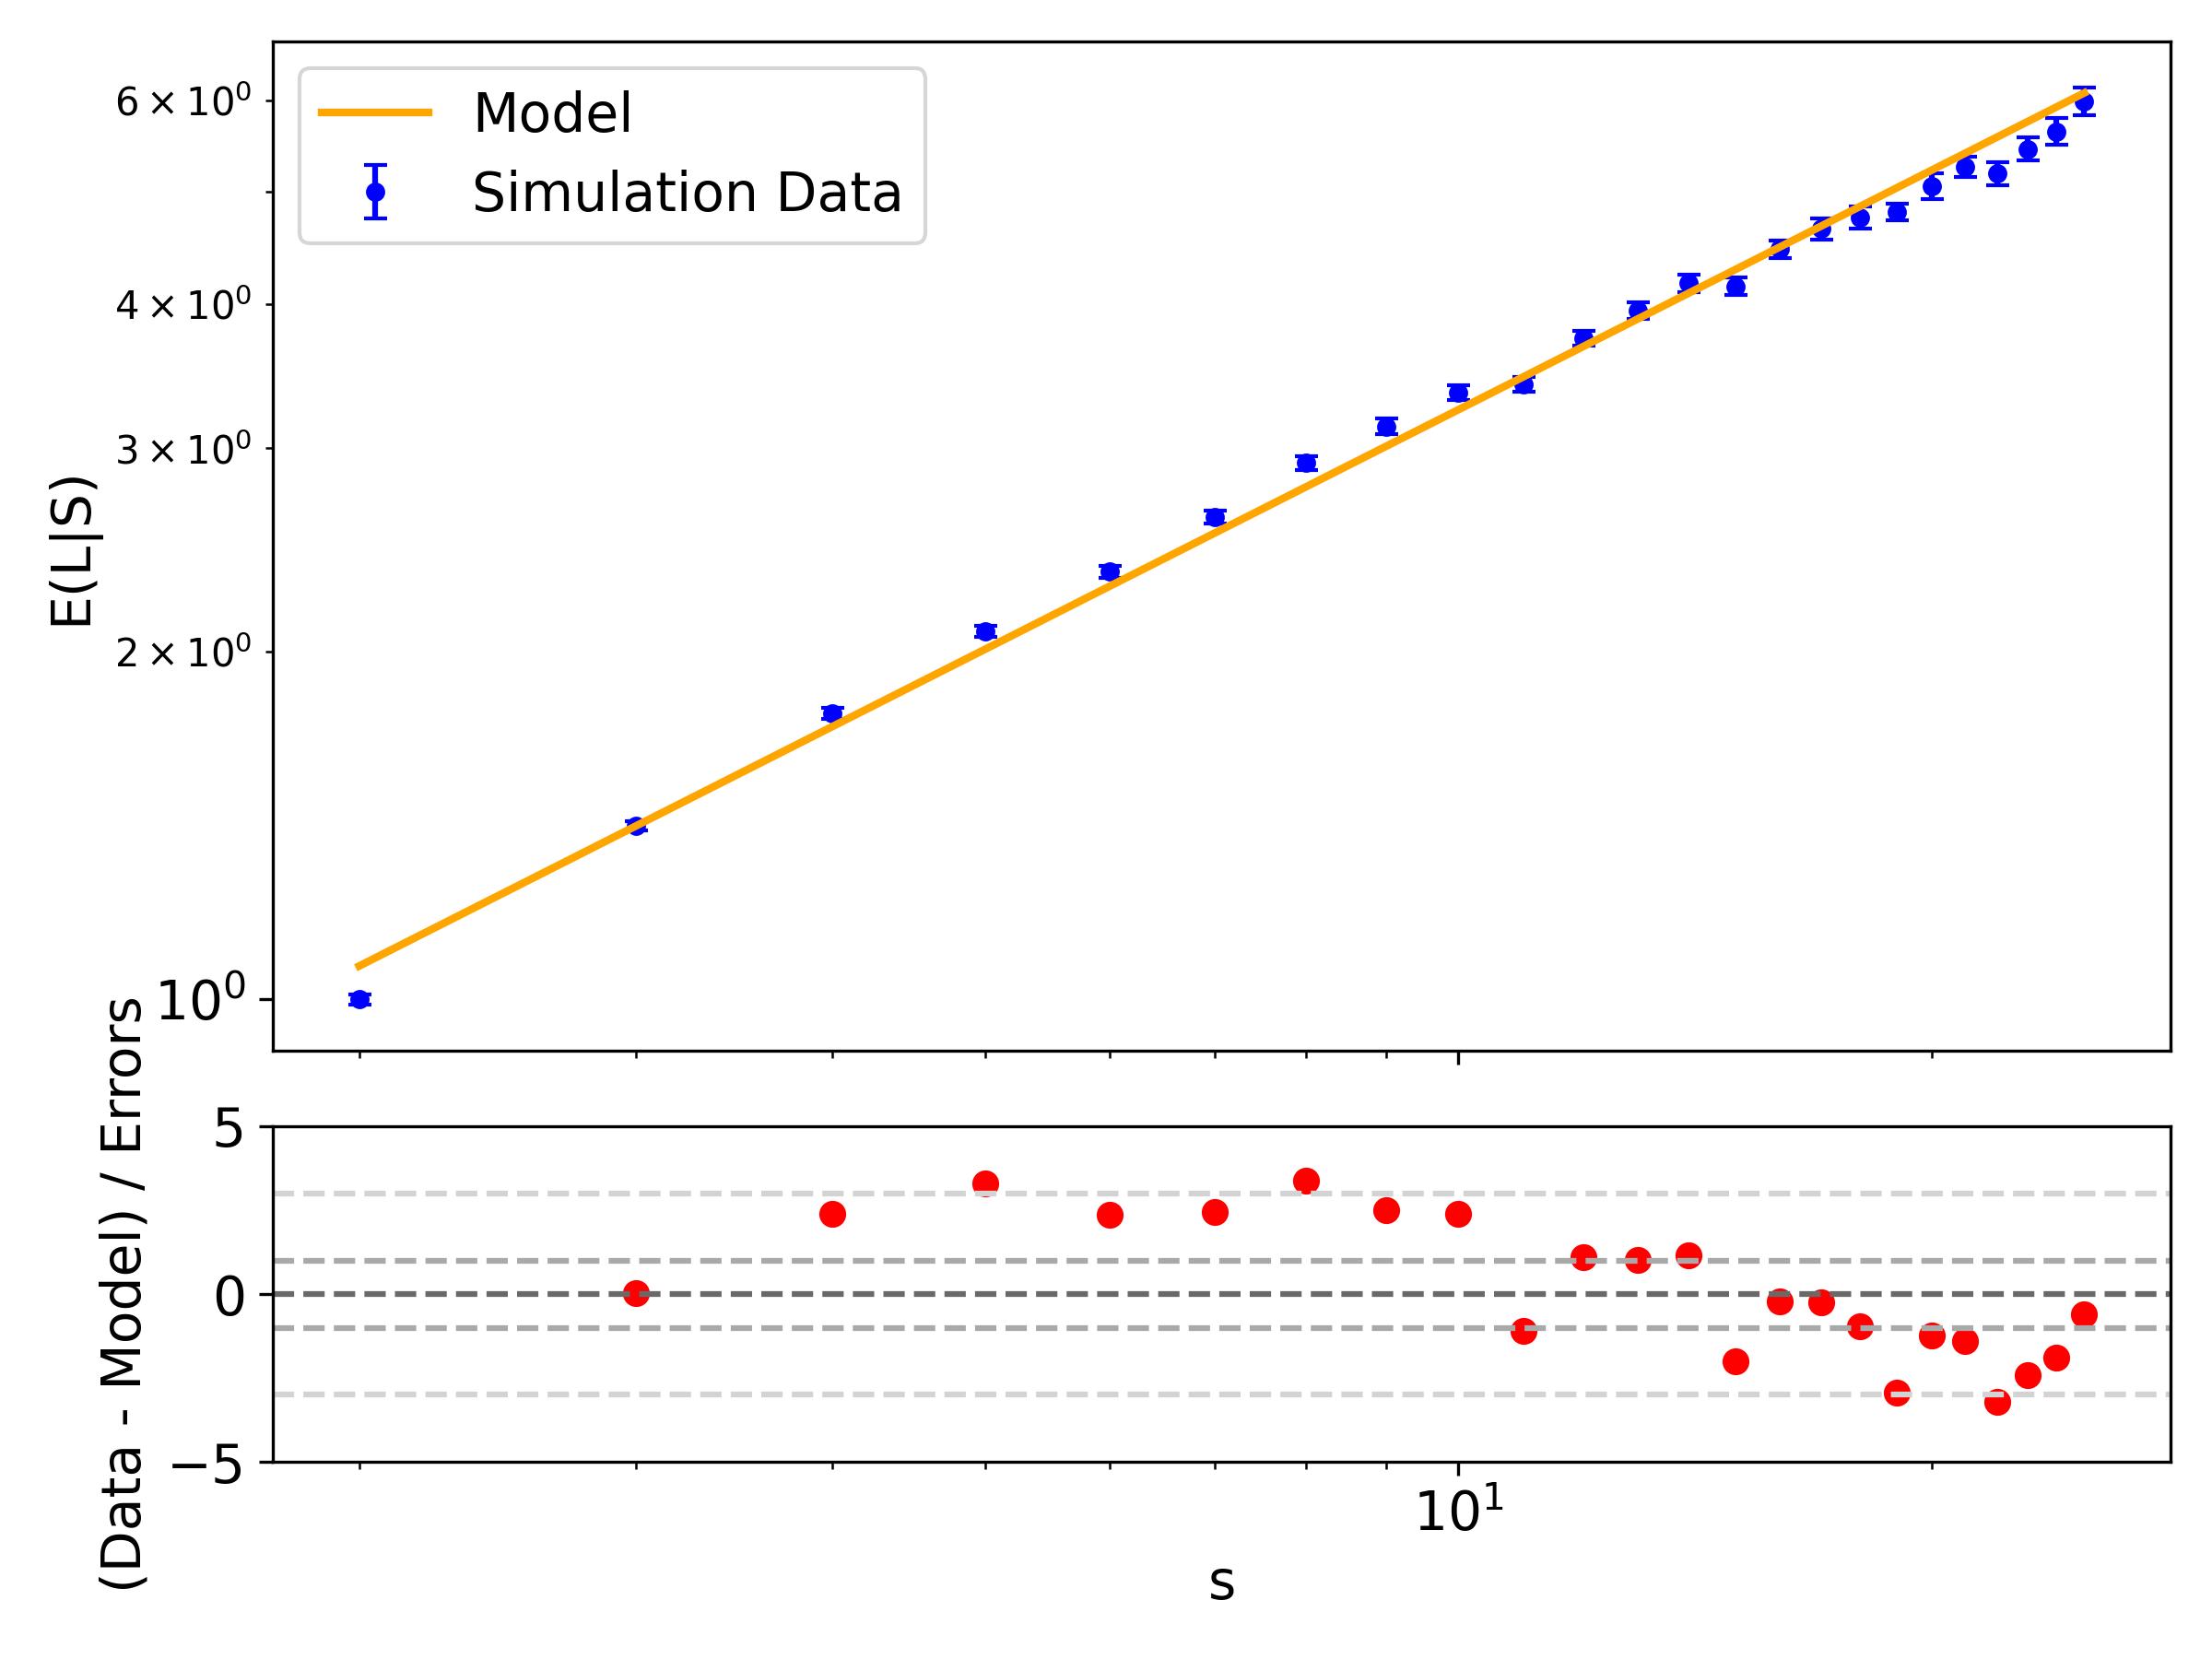 Model
Simulation Data
6 × 10⁰
4 × 10⁰
3 × 10⁰
2 × 10⁰
10⁰
E(L|S)
5
0
−5
(Data - Model) / Errors
10¹
s